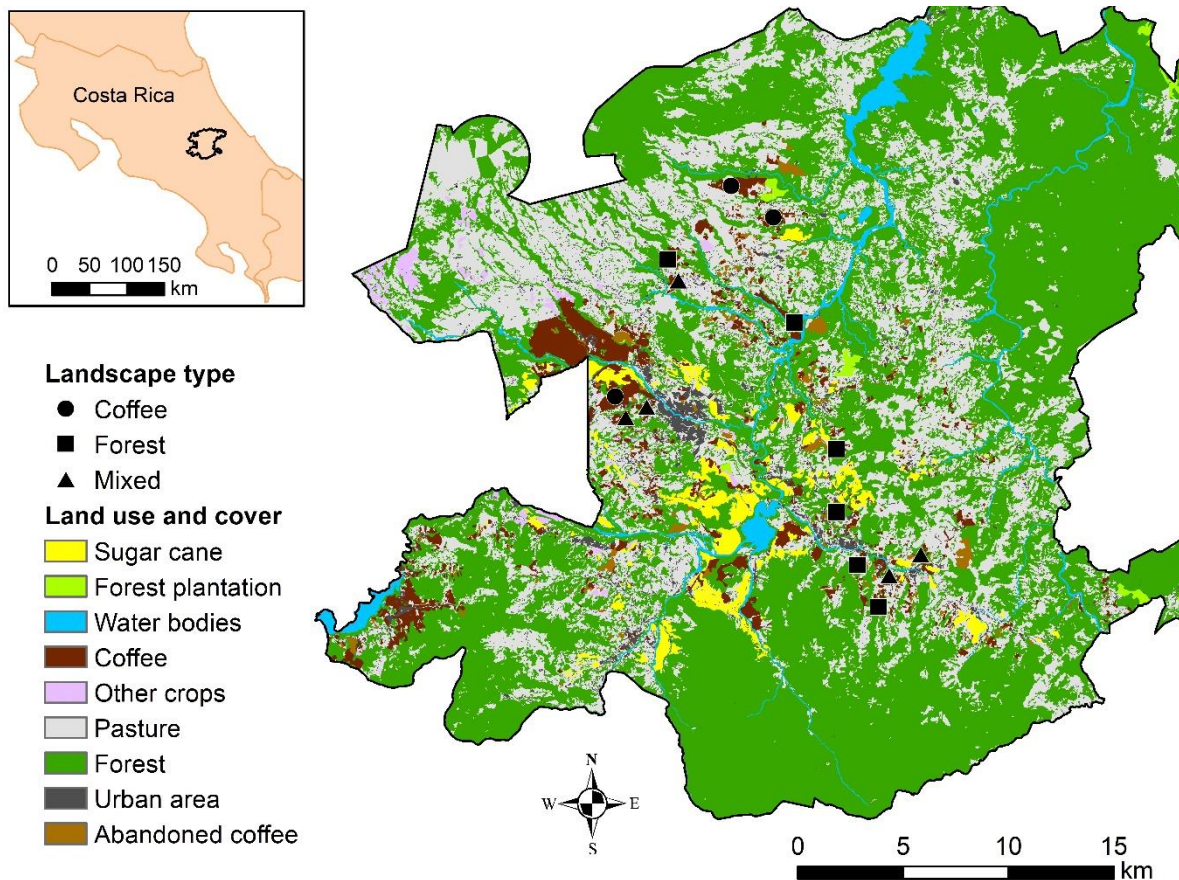 Costa Rica
0 50 100 150
km
Landscape type
Coffee
Forest
Mixed
Land use and cover
Sugar cane
Forest plantation
Water bodies
Coffee
Other crops
Pasture
Forest
Urban area
Abandoned coffee
N
W E
S
0 5 10 15
km